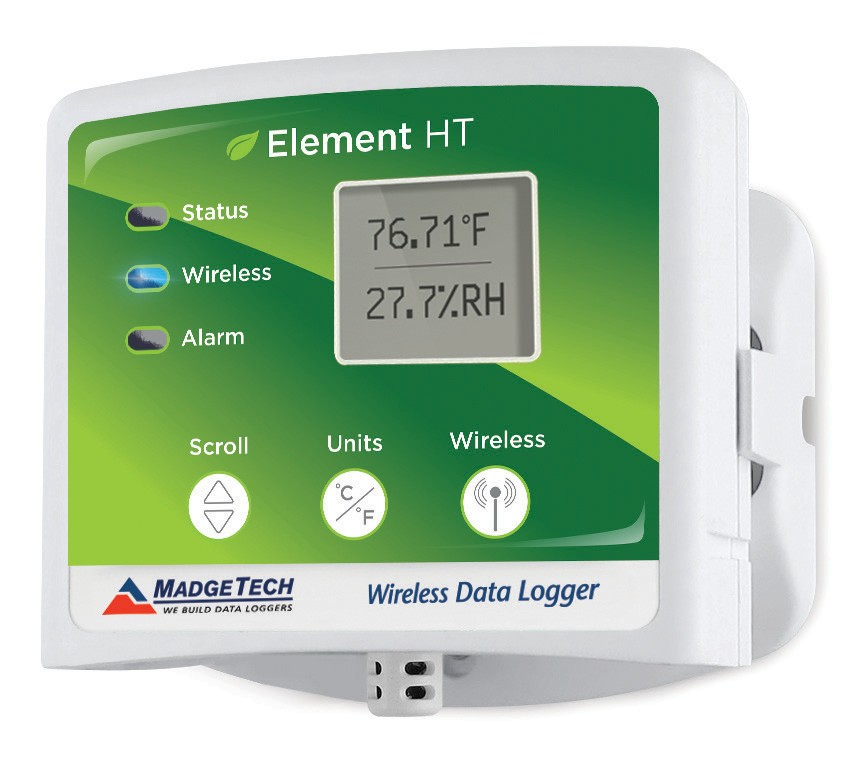 Element HT
Status
Wireless
Alarm
76.71°F
27.7%RH
Scroll
Units
Wireless
°C
°F
MADGETECH
WE BUILD DATA LOGGERS
Wireless Data Logger